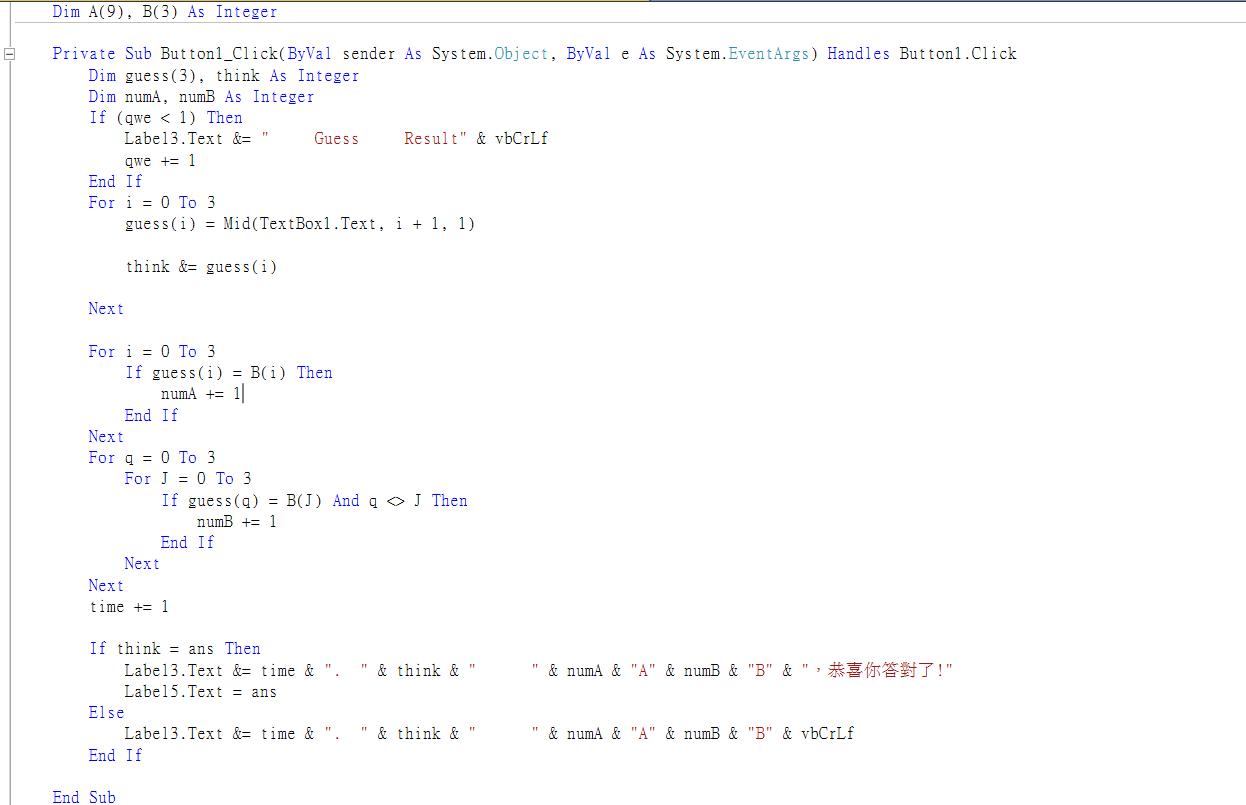 Dim A(9), B(3) As Integer
Private Sub Button1_Click(ByVal sender As System.Object, ByVal e As System.EventArgs) Handles Button1.Click
Dim guess(3), think As Integer
Dim numA, numB As Integer
If (qwe < 1) Then
Label3.Text &= "     Guess     Result" & vbCrLf
qwe += 1
End If
For i = 0 To 3
guess(i) = Mid(TextBox1.Text, i + 1, 1)
think &= guess(i)
Next
For i = 0 To 3
If guess(i) = B(i) Then
numA += 1
End If
Next
For q = 0 To 3
For J = 0 To 3
If guess(q) = B(J) And q <> J Then
numB += 1
End If
Next
Next
time += 1
If think = ans Then
Label3.Text &= time & ".  " & think & "      " & numA & "A" & numB & "B" & "，恭喜你答對了!"
Label5.Text = ans
Else
Label3.Text &= time & ".  " & think & "      " & numA & "A" & numB & "B" & vbCrLf
End If
End Sub